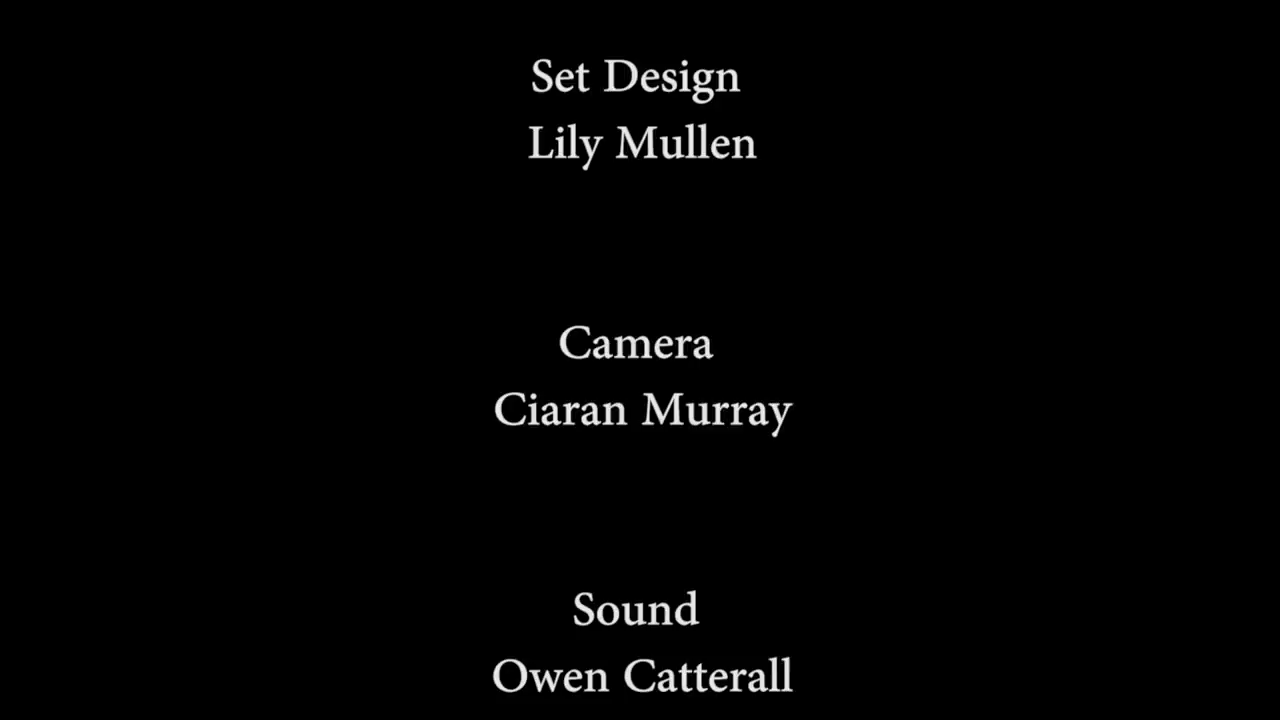 Set Design
Lily Mullen
Camera
Ciaran Murray
Sound
Owen Catterall